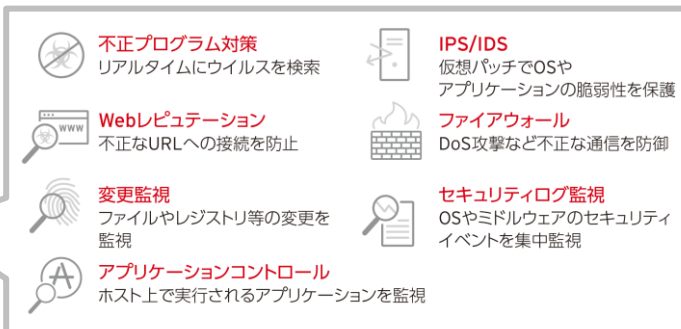 不正プログラム対策
リアルタイムにウイルスを検索
IPS/IDS
仮想パッチでOSや
アプリケーションの脆弱性を保護
WWW
Webレピュテーション
不正なURLへの接続を防止
ファイアウォール
DoS攻撃など不正な通信を防御
変更監視
ファイルやレジストリ等の変更を
監視
セキュリティログ監視
OSやミドルウェアのセキュリティ
イベントを集中監視
アプリケーションコントロール
ホスト上で実行されるアプリケーションを監視